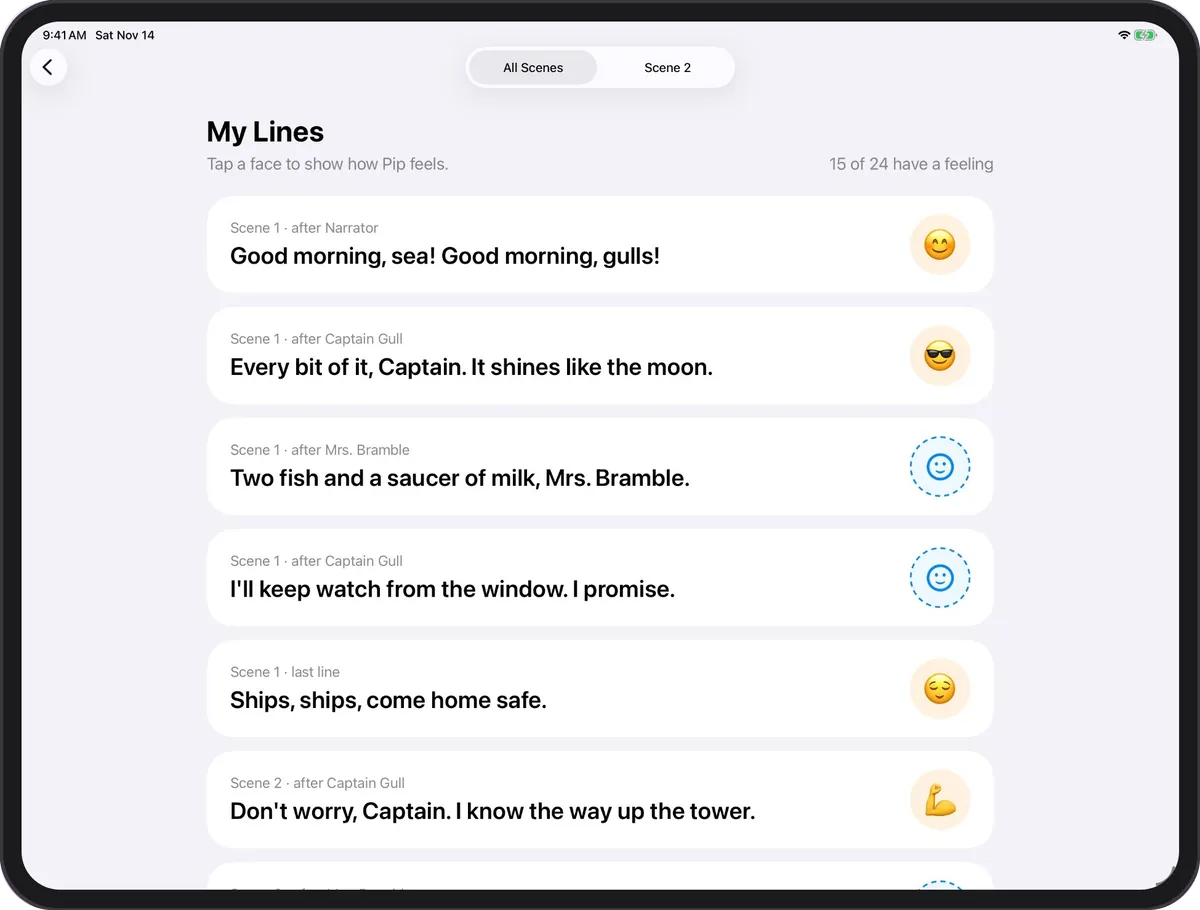 9:41 AM Sat Nov 14
All Scenes
Scene 2
My Lines
Tap a face to show how Pip feels.
15 of 24 have a feeling
Scene 1 · after Narrator
Good morning, sea! Good morning, gulls!
Scene 1 · after Captain Gull
Every bit of it, Captain. It shines like the moon.
Scene 1 · after Mrs. Bramble
Two fish and a saucer of milk, Mrs. Bramble.
Scene 1 · after Captain Gull
I'll keep watch from the window. I promise.
Scene 1 · last line
Ships, ships, come home safe.
Scene 2 · after Captain Gull
Don't worry, Captain. I know the way up the tower.